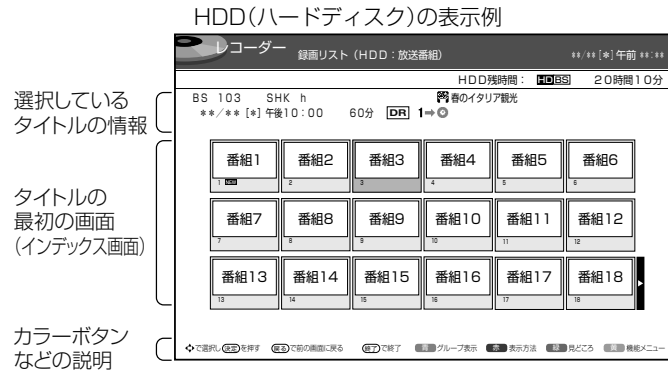 HDD（ハードディスク）の表示例
レコーダー 録画リスト（HDD：放送番組） **/**[*]午前 **:**
HDD残時間： HD BS 20時間10分
選択している
タイトルの情報
BS 103 SHK h 春のイタリア観光
**/** [*] 午後10:00 60分 DR 1➡
タイトルの
最初の画面
（インデックス画面）
番組1 番組2 番組3 番組4 番組5 番組6
1 NEW 2 3 4 5 6
番組7 番組8 番組9 番組10 番組11 番組12
7 8 9 10 11 12
番組13 番組14 番組15 番組16 番組17 番組18
13 14 15 16 17 18
カラーボタン
などの説明
で選択し 決定 を押す 戻る で前の画面に戻る 終了 で終了 青 グループ表示 赤 表示方法 緑 見どころ 黄 機能メニュー